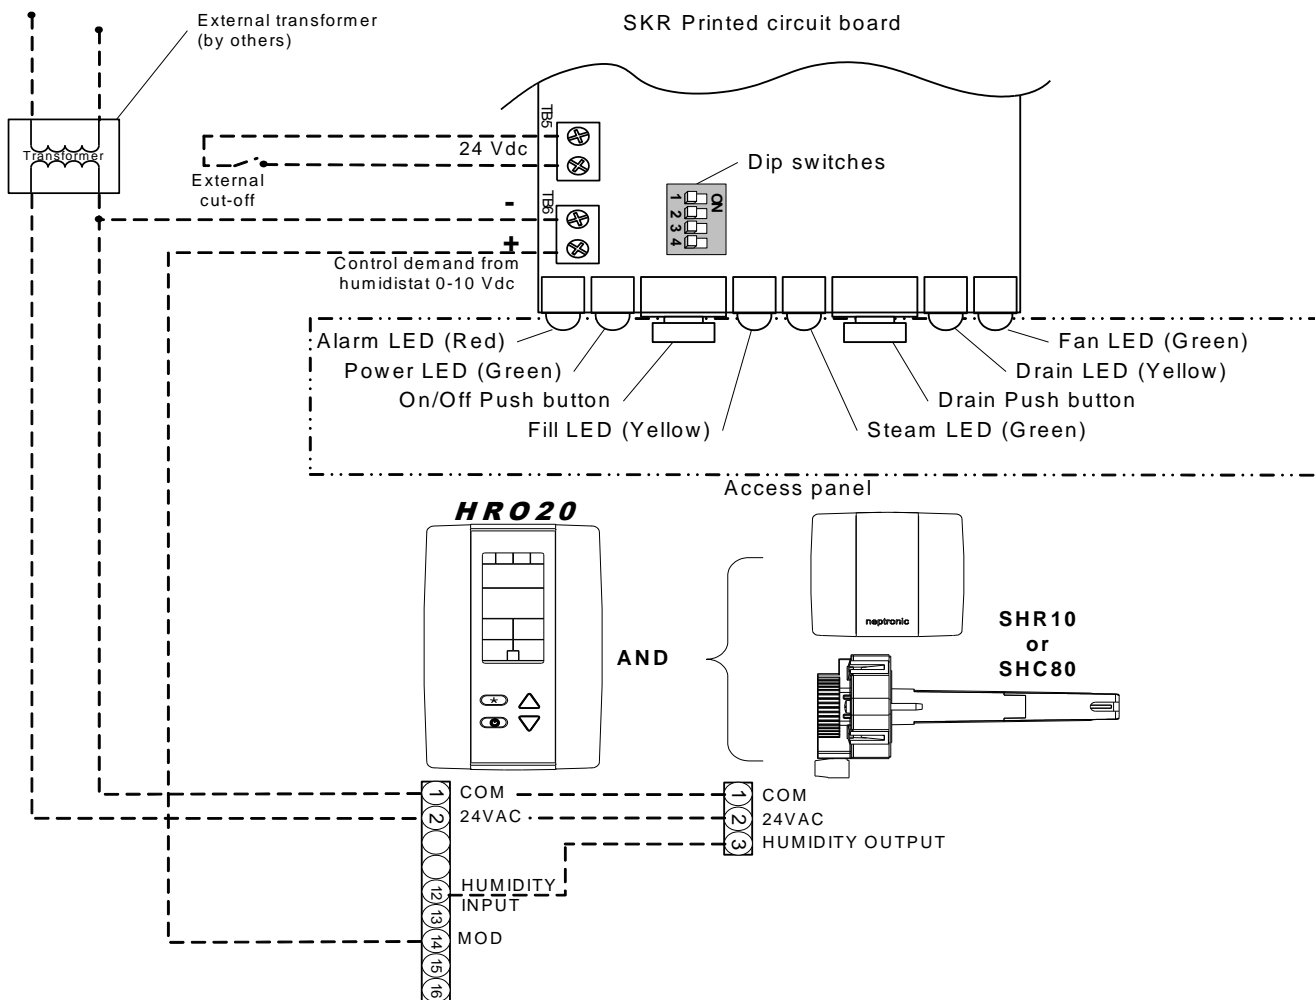 External transformer
(by others)
SKR Printed circuit board
Transformer
TB5
24 Vdc
External
cut-off
Dip switches
ON
1
2
3
4
TB6
-
+
Control demand from
humidistat 0-10 Vdc
Alarm LED (Red)
Fan LED (Green)
Power LED (Green)
Drain LED (Yellow)
On/Off Push button
Drain Push button
Fill LED (Yellow)
Steam LED (Green)
Access panel
HRO20
neptronic
AND
SHR10
or
SHC80
1 COM
2 24VAC
12 HUMIDITY
INPUT
13
14 MOD
15
16
1 COM
2 24VAC
3 HUMIDITY OUTPUT